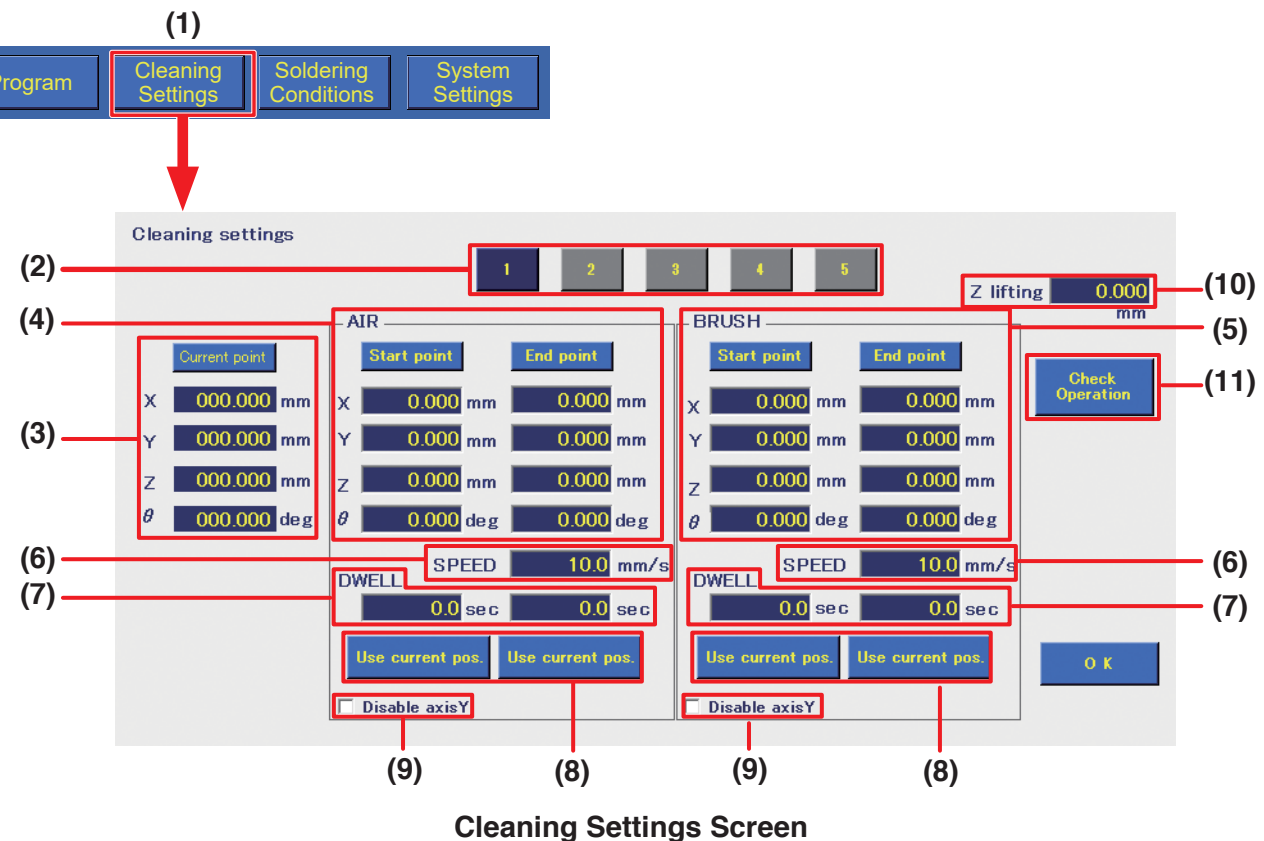 (1)
Program
Cleaning Settings
Soldering Conditions
System Settings
Cleaning settings
(2)
1 2 3 4 5
Z lifting 0.000 mm
(10)
(4)
AIR
BRUSH
(5)
Current point
Start point End point
Start point End point
Check Operation
(11)
(3)
X 000.000 mm
X 0.000 mm 0.000 mm
X 0.000 mm 0.000 mm
Y 000.000 mm
Y 0.000 mm 0.000 mm
Y 0.000 mm 0.000 mm
Z 000.000 mm
Z 0.000 mm 0.000 mm
Z 0.000 mm 0.000 mm
θ 000.000 deg
θ 0.000 deg 0.000 deg
θ 0.000 deg 0.000 deg
(6)
SPEED 10.0 mm/s
SPEED 10.0 mm/s
(6)
(7)
DWELL
0.0 sec 0.0 sec
DWELL
0.0 sec 0.0 sec
(7)
Use current pos. Use current pos.
Use current pos. Use current pos.
O K
Disable axisY
Disable axisY
(9)
(8)
(9)
(8)
Cleaning Settings Screen